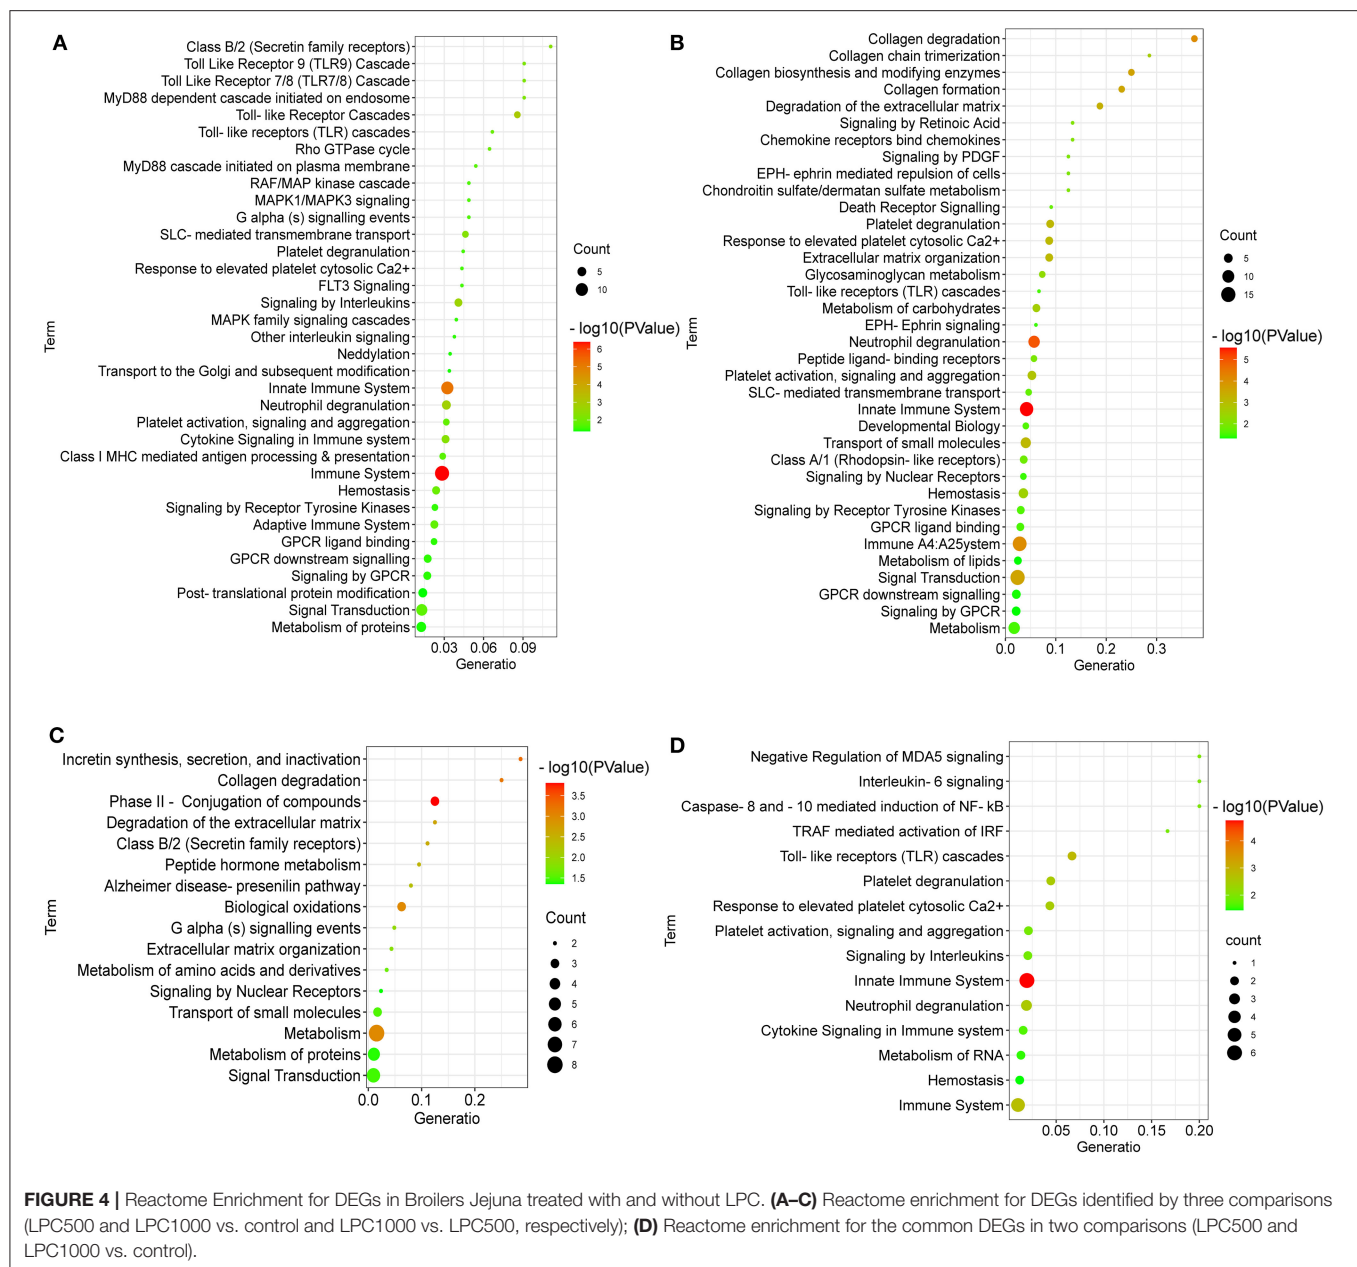 A
Class B/2 (Secretin family receptors)
Toll Like Receptor 9 (TLR9) Cascade
Toll Like Receptor 7/8 (TLR7/8) Cascade
MyD88 dependent cascade initiated on endosome
Toll- like Receptor Cascades
Toll- like receptors (TLR) cascades
Rho GTPase cycle
MyD88 cascade initiated on plasma membrane
RAF/MAP kinase cascade
MAPK1/MAPK3 signaling
G alpha (s) signalling events
SLC- mediated transmembrane transport
Platelet degranulation
Response to elevated platelet cytosolic Ca2+
FLT3 Signaling
Signaling by Interleukins
MAPK family signaling cascades
Other interleukin signaling
Neddylation
Transport to the Golgi and subsequent modification
Innate Immune System
Neutrophil degranulation
Platelet activation, signaling and aggregation
Cytokine Signaling in Immune system
Class I MHC mediated antigen processing & presentation
Immune System
Hemostasis
Signaling by Receptor Tyrosine Kinases
Adaptive Immune System
GPCR ligand binding
GPCR downstream signalling
Signaling by GPCR
Post- translational protein modification
Signal Transduction
Metabolism of proteins
Term
0.03 0.06 0.09
Generatio
Count
5
10
- log10(PValue)
6
5
4
3
2
B
Collagen degradation
Collagen chain trimerization
Collagen biosynthesis and modifying enzymes
Collagen formation
Degradation of the extracellular matrix
Signaling by Retinoic Acid
Chemokine receptors bind chemokines
Signaling by PDGF
EPH- ephrin mediated repulsion of cells
Chondroitin sulfate/dermatan sulfate metabolism
Death Receptor Signalling
Platelet degranulation
Response to elevated platelet cytosolic Ca2+
Extracellular matrix organization
Glycosaminoglycan metabolism
Toll- like receptors (TLR) cascades
Metabolism of carbohydrates
EPH- Ephrin signaling
Neutrophil degranulation
Peptide ligand- binding receptors
Platelet activation, signaling and aggregation
SLC- mediated transmembrane transport
Innate Immune System
Developmental Biology
Transport of small molecules
Class A/1 (Rhodopsin- like receptors)
Signaling by Nuclear Receptors
Hemostasis
Signaling by Receptor Tyrosine Kinases
GPCR ligand binding
Immune A4:A25ystem
Metabolism of lipids
Signal Transduction
GPCR downstream signalling
Signaling by GPCR
Metabolism
Term
0.0 0.1 0.2 0.3
Generatio
Count
5
10
15
- log10(PValue)
5
4
3
2
C
Incretin synthesis, secretion, and inactivation
Collagen degradation
Phase II - Conjugation of compounds
Degradation of the extracellular matrix
Class B/2 (Secretin family receptors)
Peptide hormone metabolism
Alzheimer disease- presenilin pathway
Biological oxidations
G alpha (s) signalling events
Extracellular matrix organization
Metabolism of amino acids and derivatives
Signaling by Nuclear Receptors
Transport of small molecules
Metabolism
Metabolism of proteins
Signal Transduction
Term
0.0 0.1 0.2
Generatio
- log10(PValue)
3.5
3.0
2.5
2.0
1.5
Count
2
3
4
5
6
7
8
D
Negative Regulation of MDA5 signaling
Interleukin- 6 signaling
Caspase- 8 and - 10 mediated induction of NF- kB
TRAF mediated activation of IRF
Toll- like receptors (TLR) cascades
Platelet degranulation
Response to elevated platelet cytosolic Ca2+
Platelet activation, signaling and aggregation
Signaling by Interleukins
Innate Immune System
Neutrophil degranulation
Cytokine Signaling in Immune system
Metabolism of RNA
Hemostasis
Immune System
Term
0.05 0.10 0.15 0.20
Generatio
- log10(PValue)
4
3
2
count
1
2
3
4
5
6
FIGURE 4 | Reactome Enrichment for DEGs in Broilers Jejuna treated with and without LPC. (A–C) Reactome enrichment for DEGs identified by three comparisons
(LPC500 and LPC1000 vs. control and LPC1000 vs. LPC500, respectively); (D) Reactome enrichment for the common DEGs in two comparisons (LPC500 and
LPC1000 vs. control).